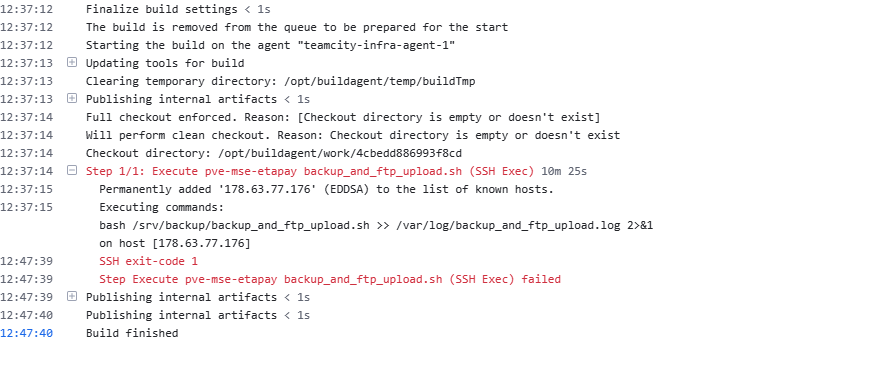 12:37:12 Finalize build settings < 1s
12:37:12 The build is removed from the queue to be prepared for the start
12:37:12 Starting the build on the agent "teamcity-infra-agent-1"
12:37:13 Updating tools for build
12:37:13 Clearing temporary directory: /opt/buildagent/temp/buildTmp
12:37:13 Publishing internal artifacts < 1s
12:37:14 Full checkout enforced. Reason: [Checkout directory is empty or doesn't exist]
12:37:14 Will perform clean checkout. Reason: Checkout directory is empty or doesn't exist
12:37:14 Checkout directory: /opt/buildagent/work/4cbedd886993f8cd
12:37:14 Step 1/1: Execute pve-mse-etapay backup_and_ftp_upload.sh (SSH Exec) 10m 25s
12:37:15 Permanently added '178.63.77.176' (EDDSA) to the list of known hosts.
12:37:15 Executing commands:
bash /srv/backup/backup_and_ftp_upload.sh >> /var/log/backup_and_ftp_upload.log 2>&1
on host [178.63.77.176]
12:47:39 SSH exit-code 1
12:47:39 Step Execute pve-mse-etapay backup_and_ftp_upload.sh (SSH Exec) failed
12:47:39 Publishing internal artifacts < 1s
12:47:40 Publishing internal artifacts < 1s
12:47:40 Build finished